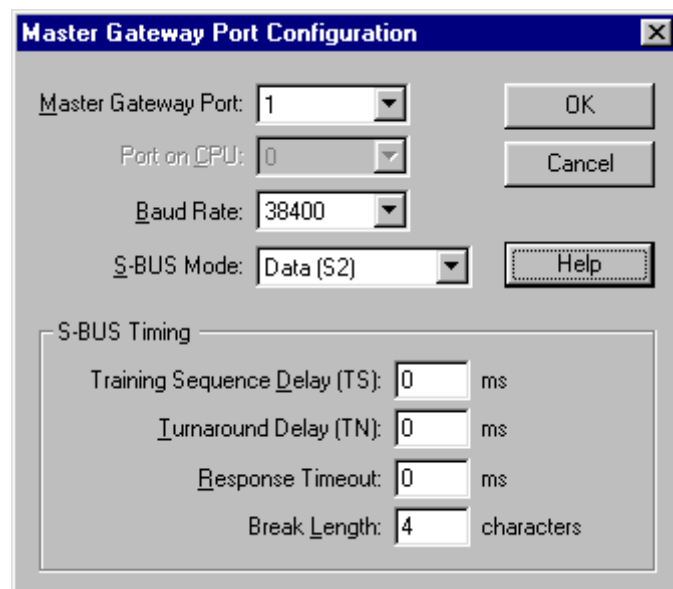 Master Gateway Port Configuration
Master Gateway Port: 1 OK
Port on CPU: 0 Cancel
Baud Rate: 38400
S-BUS Mode: Data (S2) Help
S-BUS Timing
Training Sequence Delay (TS): 0 ms
Turnaround Delay (TN): 0 ms
Response Timeout: 0 ms
Break Length: 4 characters